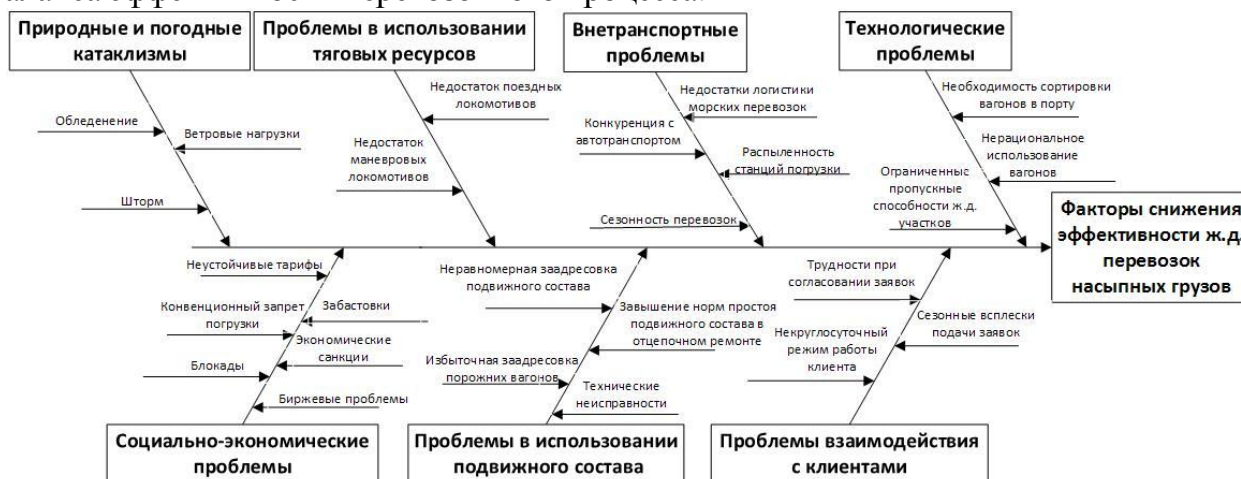 Природные и погодные
катаклизмы
Проблемы в использовании
тяговых ресурсов
Внетранспортные
проблемы
Технологические
проблемы
Обледенение
Ветровые нагрузки
Шторм
Недостаток поездных
локомотивов
Недостаток
маневровых
локомотивов
Недостатки логистики
морских перевозок
Конкуренция с
автотранспортом
Распыленность
станций погрузки
Сезонность перевозок
Необходимость сортировки
вагонов в порту
Нерациональное
использование
вагонов
Ограниченныс
пропускные
способности ж.д.
участков
Факторы снижения
эффективности ж.д.
перевозок
насыпных грузов
Неустойчивые тарифы
Забастовки
Конвенционный запрет
погрузки
Экономические
санкции
Блокады
Биржевые проблемы
Неравномерная заадресовка
подвижного состава
Завышение норм простоя
подвижного состава в
отцепочном ремонте
Избыточная заадресовка
порожних вагонов
Технические
неисправности
Трудности при
согласовании заявок
Сезонные всплески
подачи заявок
Некруглосуточный
режим работы
клиента
Социально-экономические
проблемы
Проблемы в использовании
подвижного состава
Проблемы взаимодействия
с клиентами